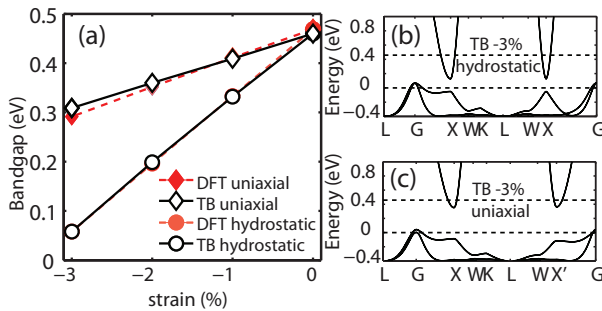 (a)
Bandgap (eV)
0.5
0.4
0.3
0.2
0.1
0
−3
−2
−1
0
strain (%)
DFT uniaxial
TB uniaxial
DFT hydrostatic
TB hydrostatic
(b)
Energy (eV)
0.8
0.4
0
−0.4
TB -3%
hydrostatic
L G X WK L WX G
(c)
Energy (eV)
0.8
0.4
0
−0.4
TB -3%
uniaxial
L G X WK L W X’ G